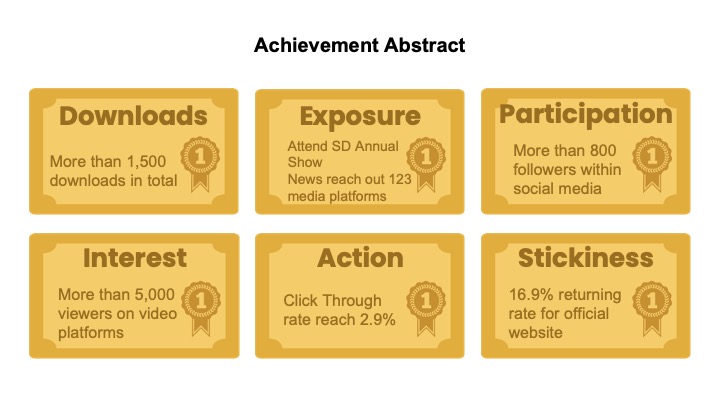 Achievement Abstract
Downloads
More than 1,500
downloads in total
1
Exposure
Attend SD Annual
Show
News reach out 123
media platforms
1
Participation
More than 800
followers within
social media
1
Interest
More than 5,000
viewers on video
platforms
1
Action
Click Through
rate reach 2.9%
1
Stickiness
16.9% returning
rate for official
website
1